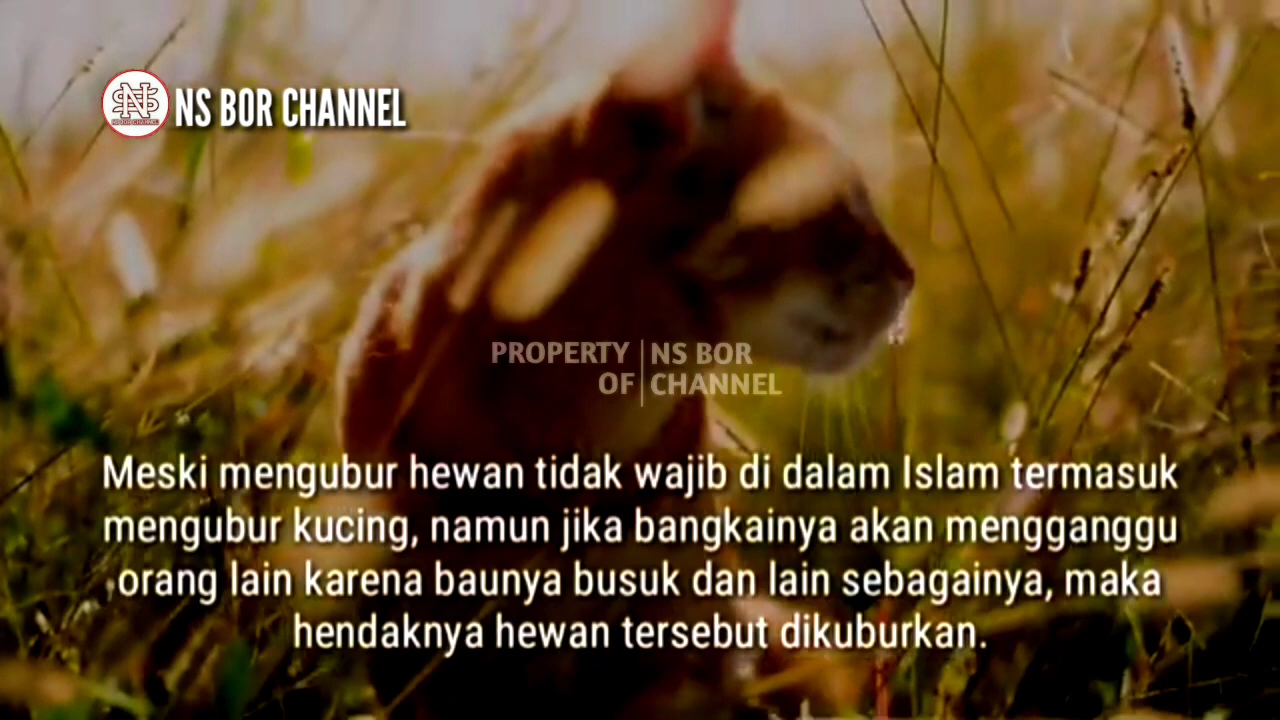 NS BOR CHANNEL
PROPERTY OF
NS BOR CHANNEL
Meski mengubur hewan tidak wajib di dalam Islam termasuk
mengubur kucing, namun jika bangkainya akan mengganggu
orang lain karena baunya busuk dan lain sebagainya, maka
hendaknya hewan tersebut dikuburkan.